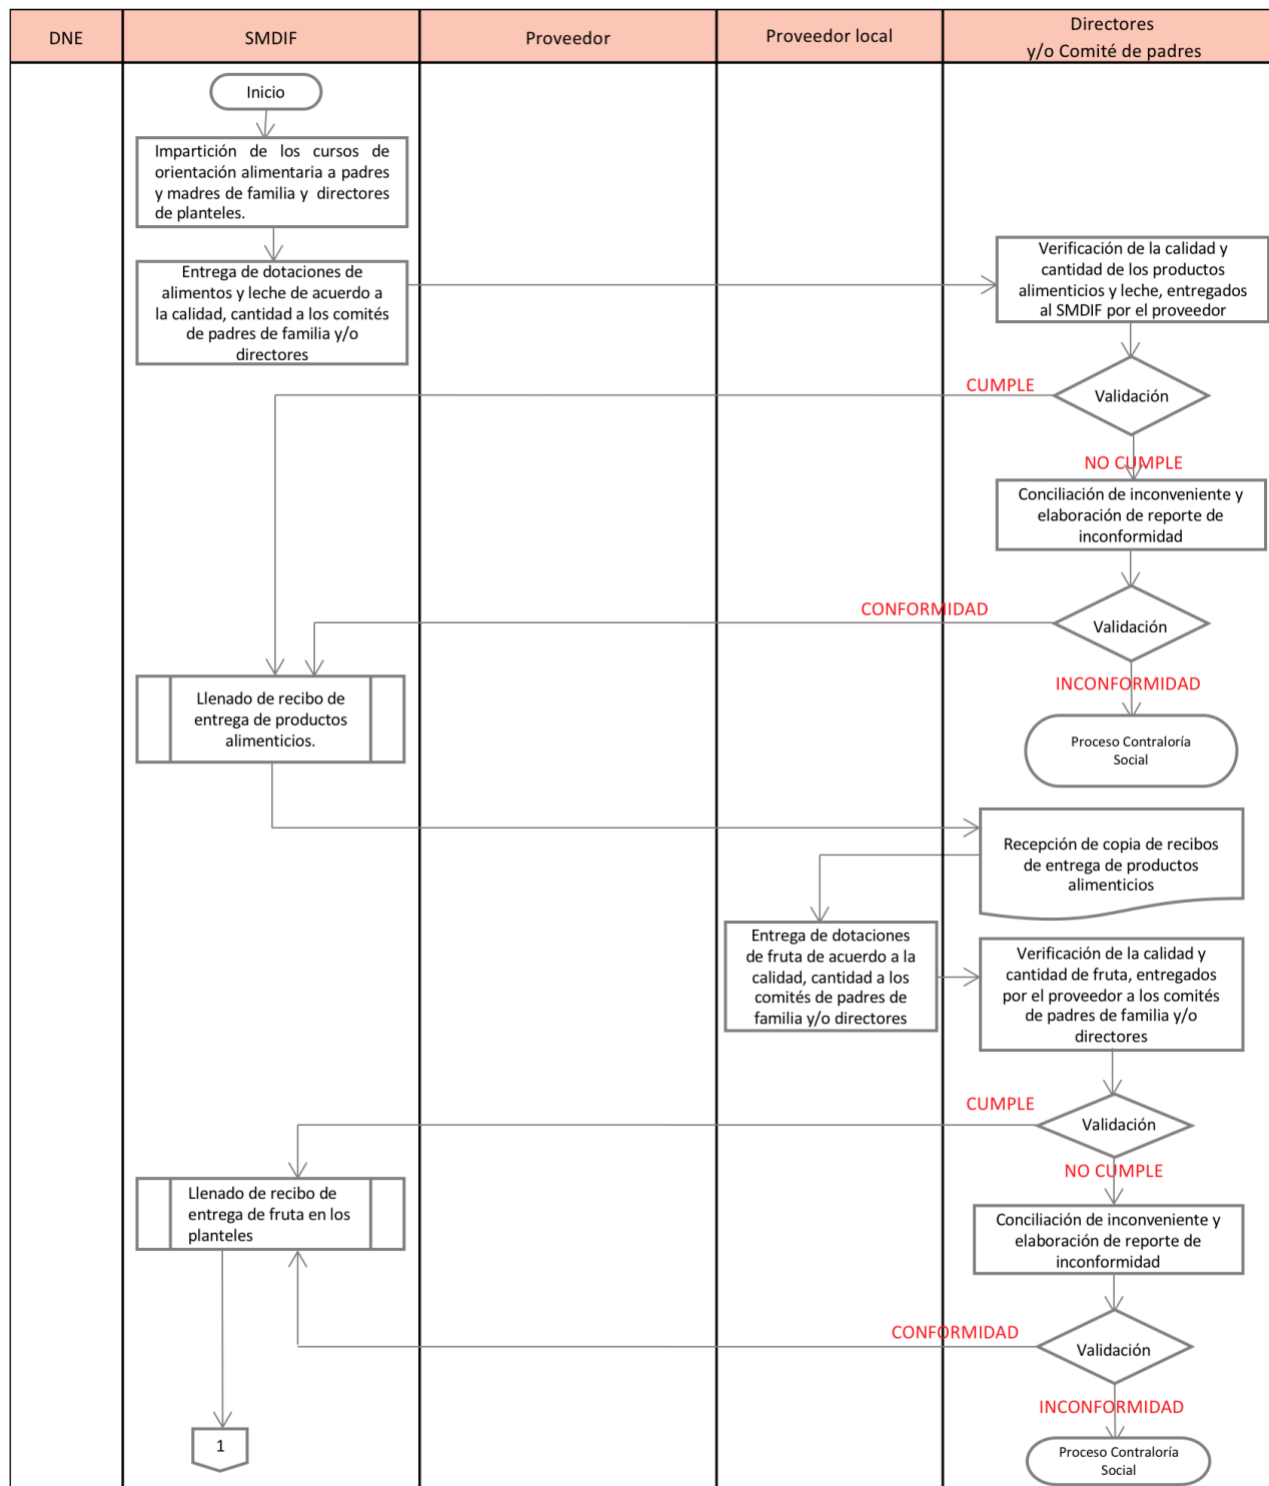 DNE
SMDIF
Proveedor
Proveedor local
Directores
y/o Comité de padres
Inicio
Impartición de los cursos de
orientación alimentaria a padres
y madres de familia y directores
de planteles.
Entrega de dotaciones de
alimentos y leche de acuerdo a
la calidad, cantidad a los comités
de padres de familia y/o
directores
Verificación de la calidad y
cantidad de los productos
alimenticios y leche, entregados
al SMDIF por el proveedor
CUMPLE
Validación
NO CUMPLE
Conciliación de inconveniente y
elaboración de reporte de
inconformidad
CONFORMIDAD
Validación
INCONFORMIDAD
Llenado de recibo de
entrega de productos
alimenticios.
Proceso Contraloría
Social
Recepción de copia de recibos
de entrega de productos
alimenticios
Entrega de dotaciones
de fruta de acuerdo a la
calidad, cantidad a los
comités de padres de
familia y/o directores
Verificación de la calidad y
cantidad de fruta, entregados
por el proveedor a los comités
de padres de familia y/o
directores
CUMPLE
Validación
NO CUMPLE
Llenado de recibo de
entrega de fruta en los
planteles
Conciliación de inconveniente y
elaboración de reporte de
inconformidad
CONFORMIDAD
Validación
INCONFORMIDAD
1
Proceso Contraloría
Social